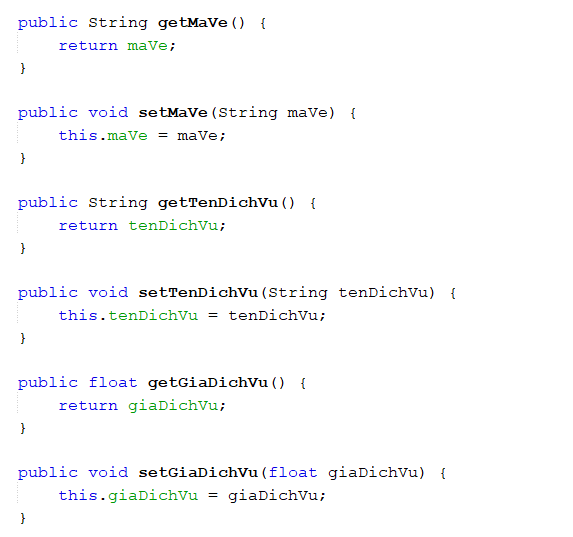 public String getMaVe() {
    return maVe;
}

public void setMaVe(String maVe) {
    this.maVe = maVe;
}

public String getTenDichVu() {
    return tenDichVu;
}

public void setTenDichVu(String tenDichVu) {
    this.tenDichVu = tenDichVu;
}

public float getGiaDichVu() {
    return giaDichVu;
}

public void setGiaDichVu(float giaDichVu) {
    this.giaDichVu = giaDichVu;
}